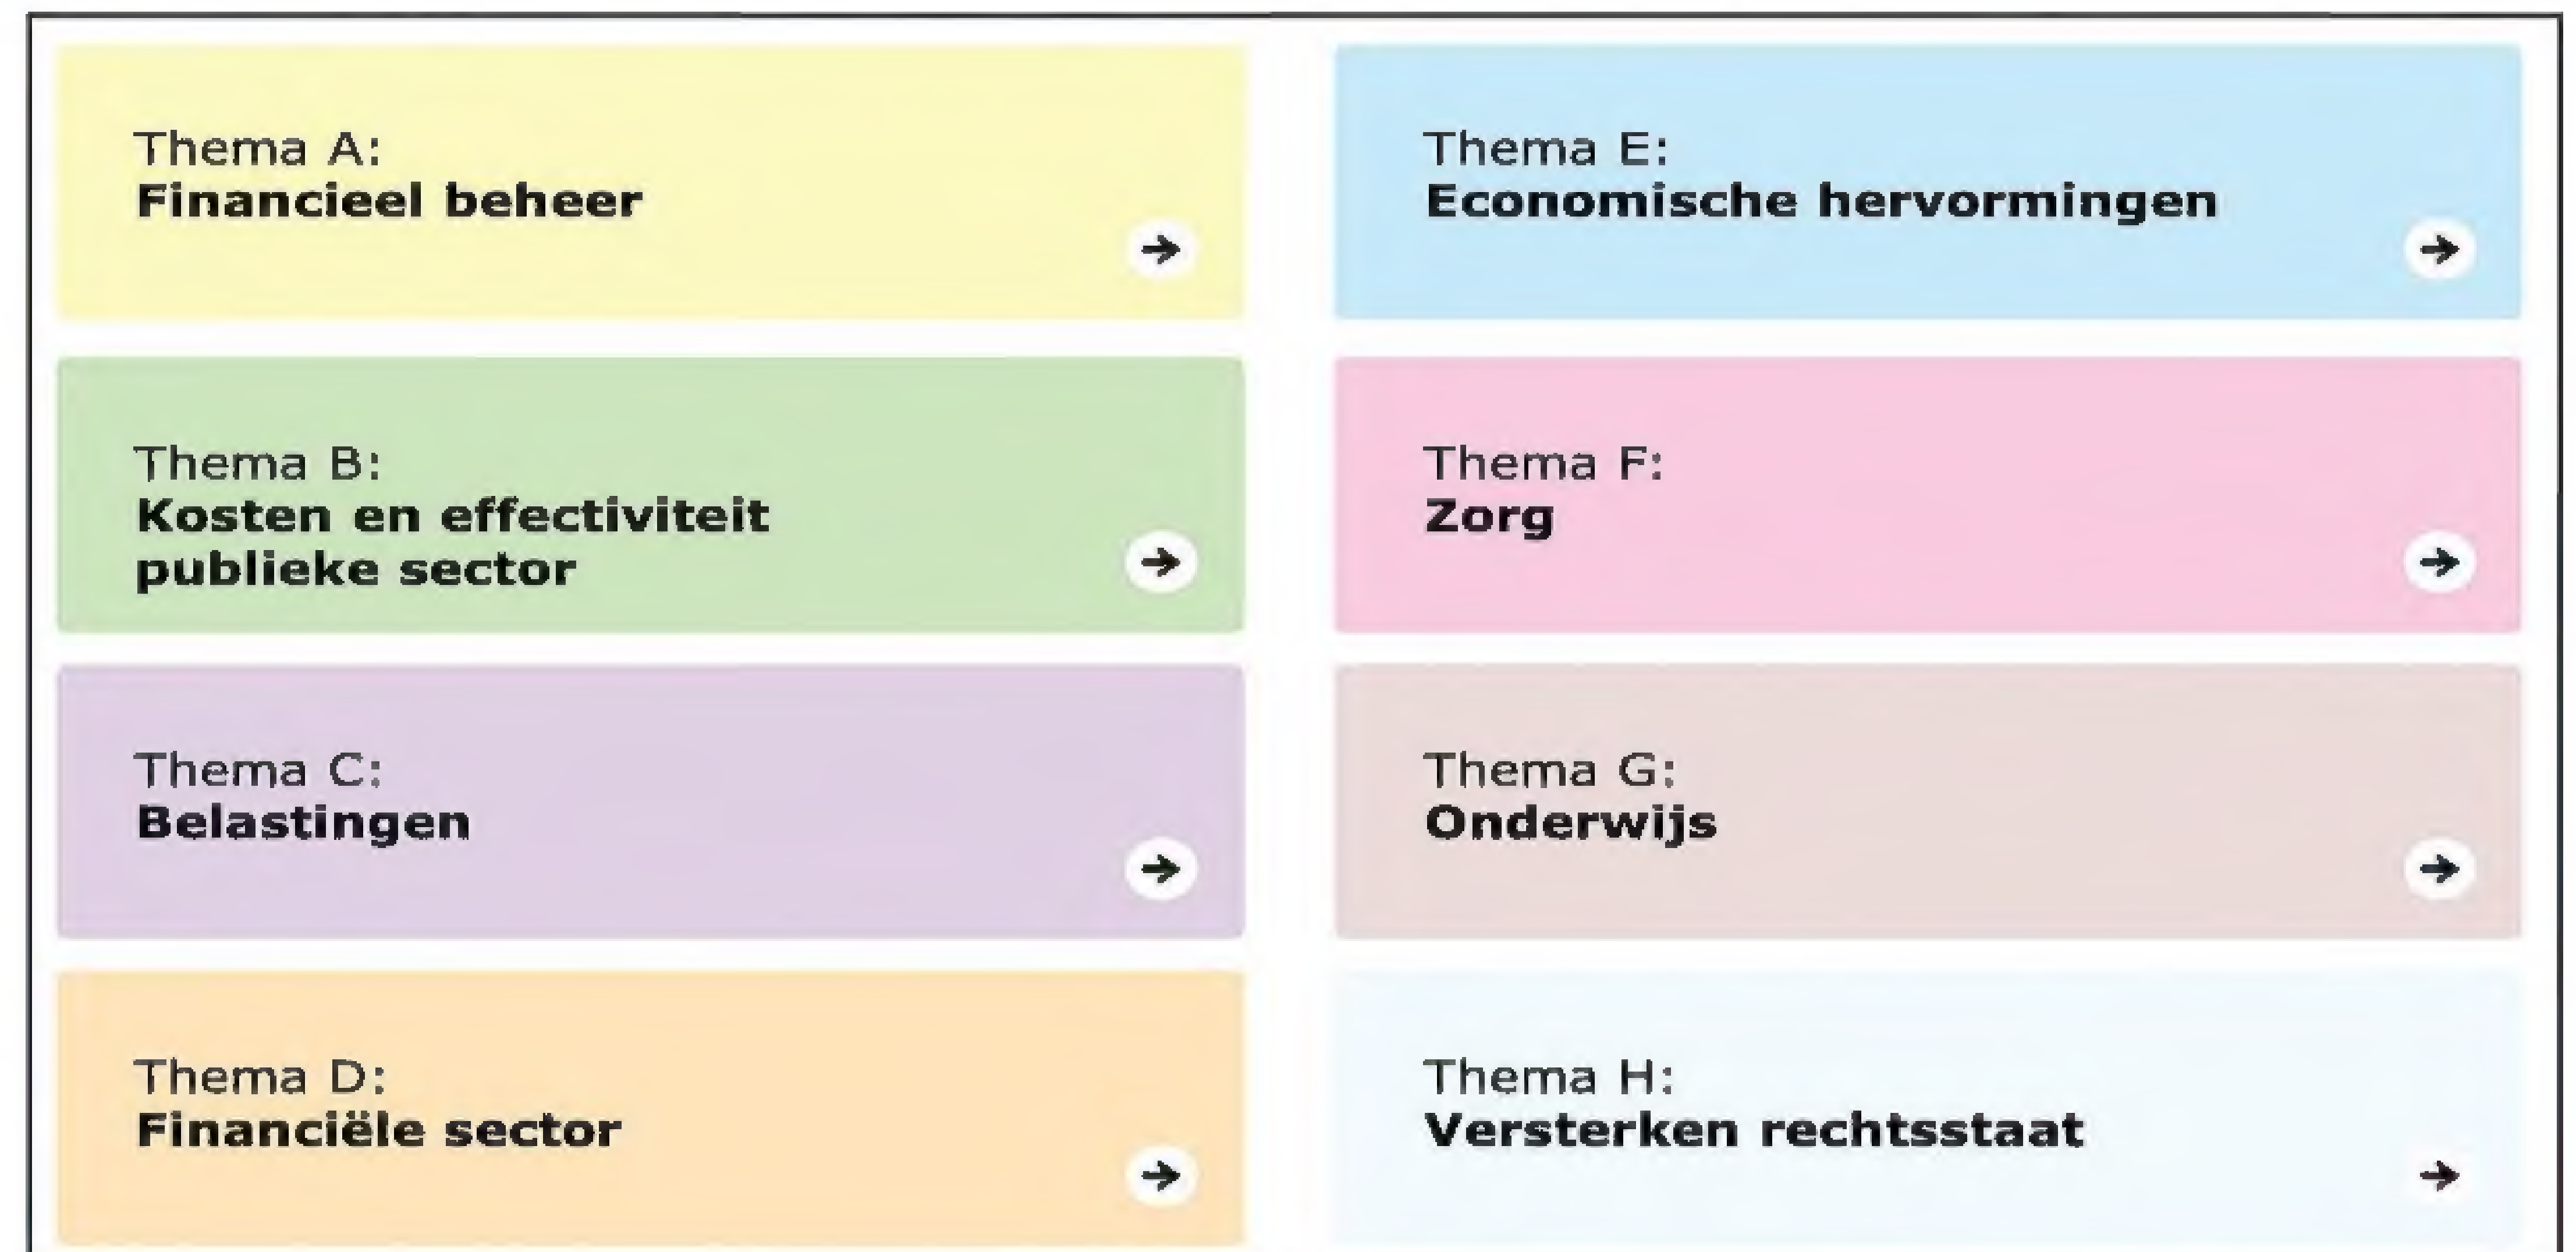 Thema A:
Financieel beheer
Thema B:
Kosten en effectiviteit
publieke sector
Thema C:
Belastingen
Thema D:
Financiële sector
Thema E:
Economische hervormingen
Thema F:
Zorg
Thema G:
Onderwijs
Thema H:
Versterken rechtsstaat